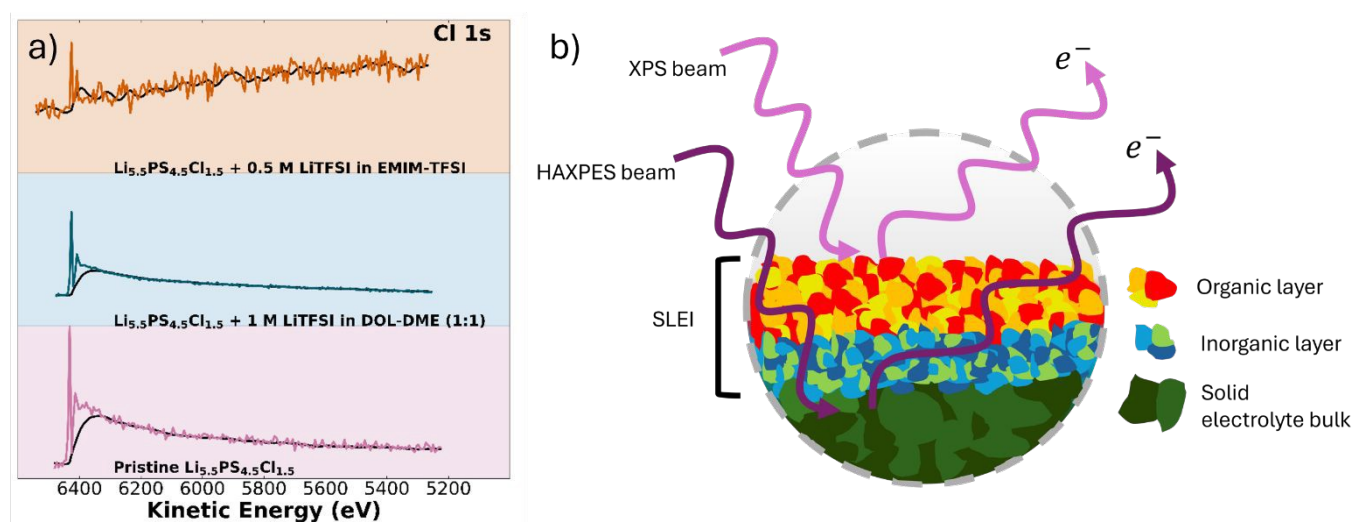 a)
Cl 1s
Li₅.₅PS₄.₅Cl₁.₅ + 0.5 M LiTFSI in EMIM-TFSI
Li₅.₅PS₄.₅Cl₁.₅ + 1 M LiTFSI in DOL-DME (1:1)
Pristine Li₅.₅PS₄.₅Cl₁.₅
6400 6200 6000 5800 5600 5400 5200
Kinetic Energy (eV)
b)
XPS beam
e⁻
HAXPES beam
e⁻
SLEI
Organic layer
Inorganic layer
Solid
electrolyte bulk